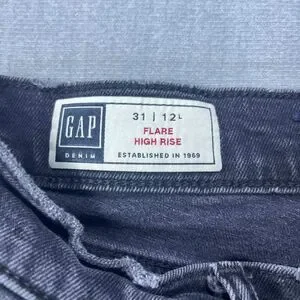 GAP
DENIM
31 | 12L
FLARE
HIGH RISE
ESTABLISHED IN 1969